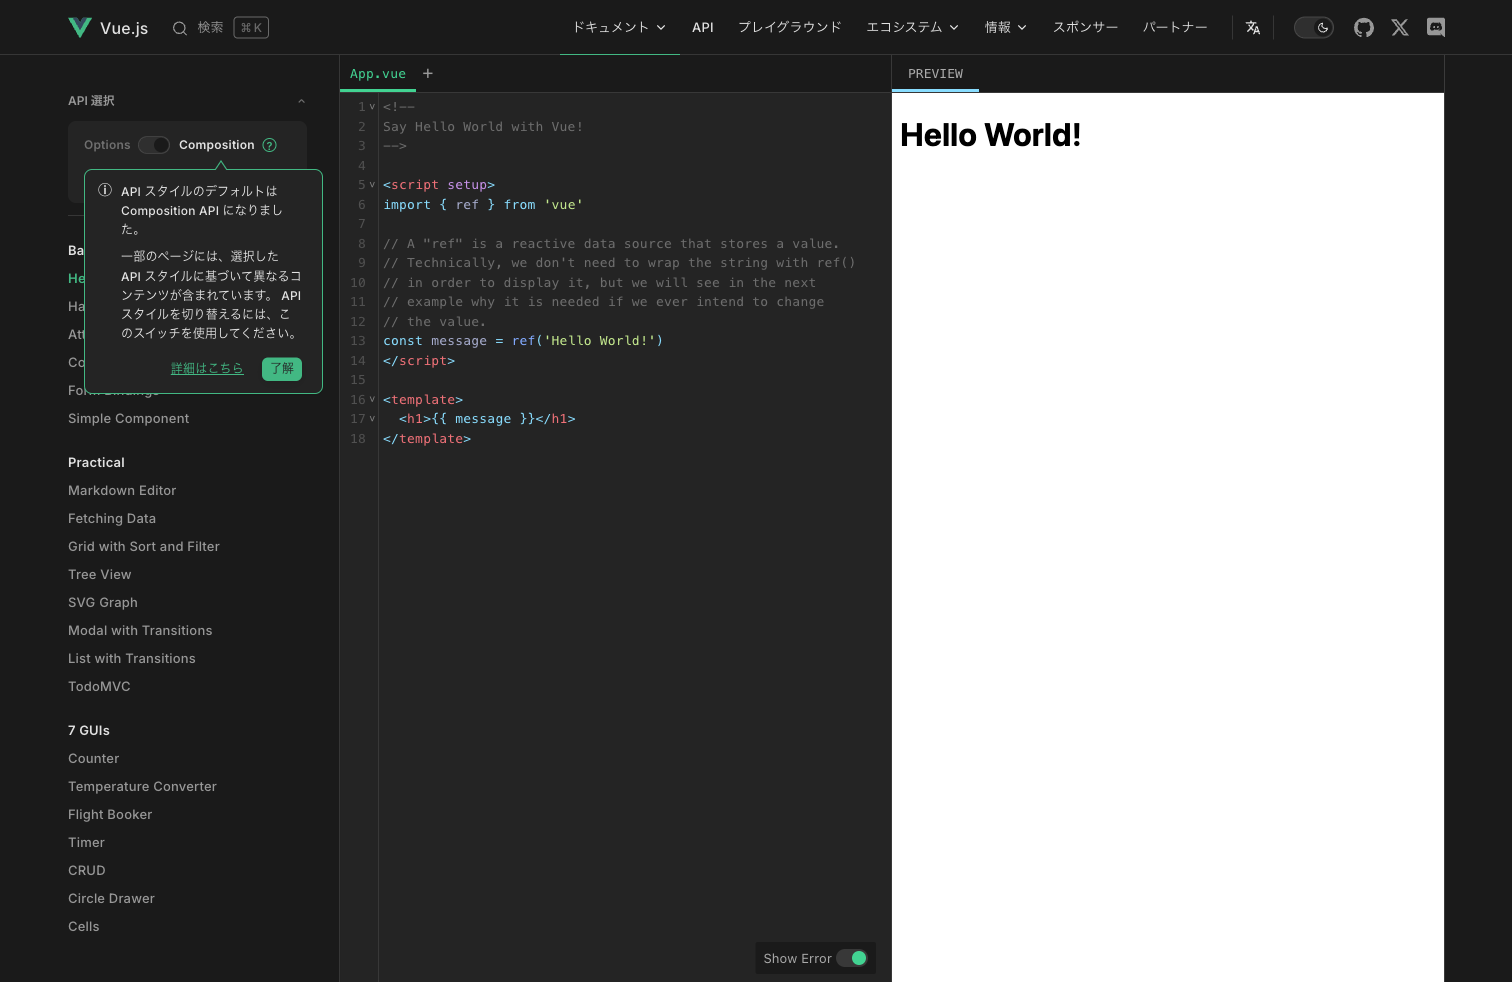 Vue.js
検索
⌘ K
ドキュメント
API
プレイグラウンド
エコシステム
情報
スポンサー
パートナー
API 選択
Options
Composition
?
API スタイルのデフォルトは
Composition API になりまし
た。
一部のページには、選択した
API スタイルに基づいて異なるコ
ンテンツが含まれています。 API
スタイルを切り替えるには、こ
のスイッチを使用してください。
詳細はこちら
了解
Ba
He
Ha
Att
Co
Simple Component
Practical
Markdown Editor
Fetching Data
Grid with Sort and Filter
Tree View
SVG Graph
Modal with Transitions
List with Transitions
TodoMVC
7 GUIs
Counter
Temperature Converter
Flight Booker
Timer
CRUD
Circle Drawer
Cells
App.vue
+
1 <!--
2 Say Hello World with Vue!
3 -->
4
5 <script setup>
6 import { ref } from 'vue'
7
8 // A "ref" is a reactive data source that stores a value.
9 // Technically, we don't need to wrap the string with ref()
10 // in order to display it, but we will see in the next
11 // example why it is needed if we ever intend to change
12 // the value.
13 const message = ref('Hello World!')
14 </script>
15
16 <template>
17   <h1>{{ message }}</h1>
18 </template>
Show Error
PREVIEW
Hello World!